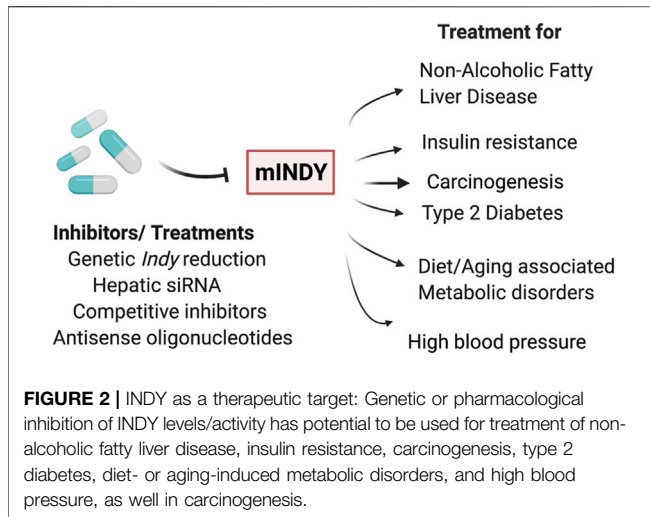 Treatment for
Non-Alcoholic Fatty
Liver Disease
Insulin resistance
mINDY
Carcinogenesis
Type 2 Diabetes
Inhibitors/ Treatments
Genetic Indy reduction
Hepatic siRNA
Competitive inhibitors
Antisense oligonucleotides
Diet/Aging associated
Metabolic disorders
High blood pressure
FIGURE 2 | INDY as a therapeutic target: Genetic or pharmacological
inhibition of INDY levels/activity has potential to be used for treatment of non-
alcoholic fatty liver disease, insulin resistance, carcinogenesis, type 2
diabetes, diet- or aging-induced metabolic disorders, and high blood
pressure, as well in carcinogenesis.